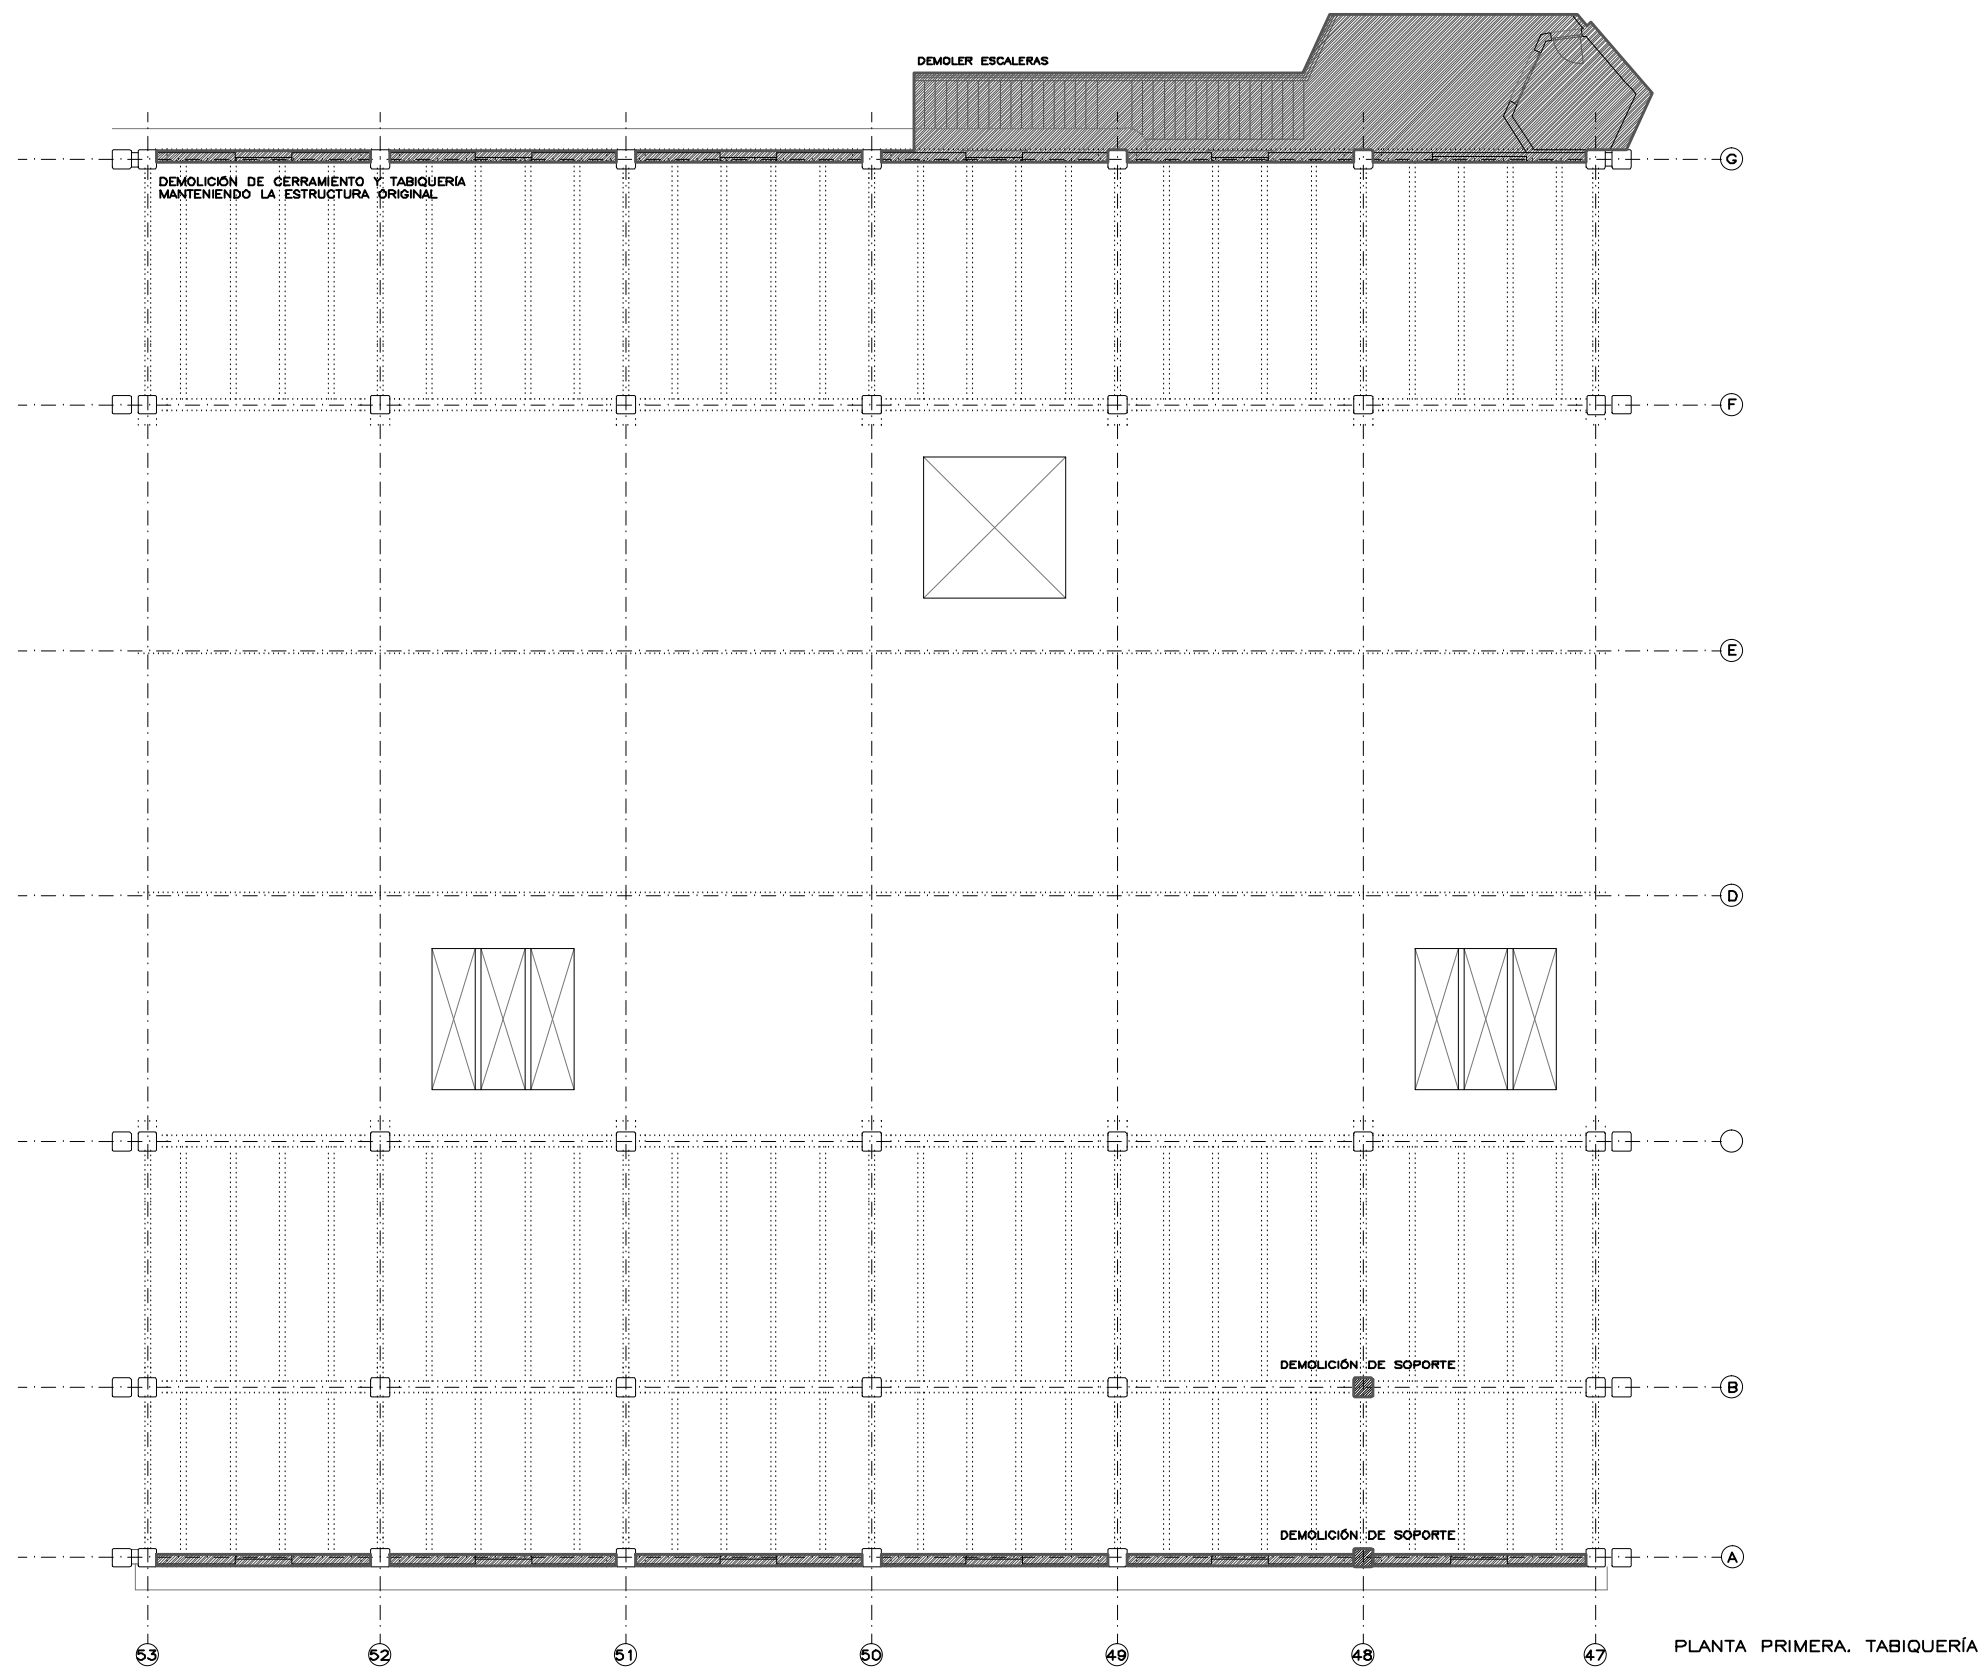 DEMOLER ESCALERAS
G
DEMOLICIÓN DE CERRAMIENTO Y TABIQUERÍA
MANTENIENDO LA ESTRUCTURA ORIGINAL
F
E
D
DEMOLICIÓN DE SOPORTE
B
DEMOLICIÓN DE SOPORTE
A
53 52 51 50 49 48 47
PLANTA PRIMERA. TABIQUERÍA